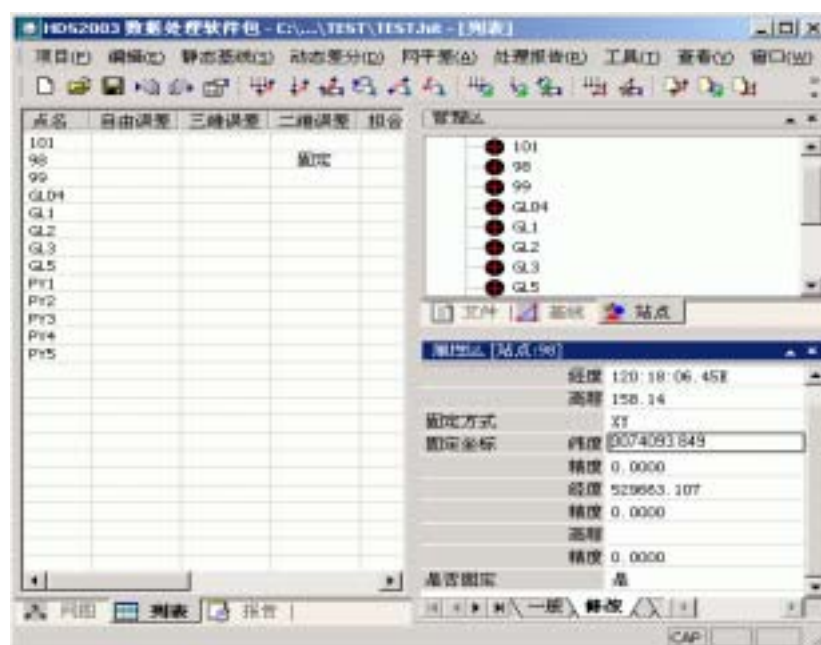 HDS2003 数据处理软件包 - C:\...\TEST\TEST.hit - [列表]
项目(P) 编辑(E) 静态基线(S) 动态差分(D) 网平差(A) 处理报告(R) 工具(T) 查看(V) 窗口(W)
点名 自由误差 三维误差 二维误差 拟合
101
98 固定
99
GL04
GL1
GL2
GL3
GL5
PY1
PY2
PY3
PY4
PY5
网图 列表 报告
管理区
101
98
99
GL04
GL1
GL2
GL3
GL5
文件 基线 站点
属性区 [站点:98]
经度 120:18:06.45E
高程 158.14
固定方式 XY
固定坐标 纬度 3074093.849
精度 0.0000
经度 529663.107
精度 0.0000
高程
精度 0.0000
是否固定 是
一般 修改
CAP